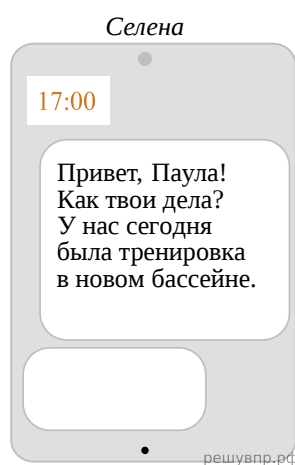 Селена
17:00
Привет, Паула!
Как твои дела?
У нас сегодня
была тренировка
в новом бассейне.
решувпр.рф